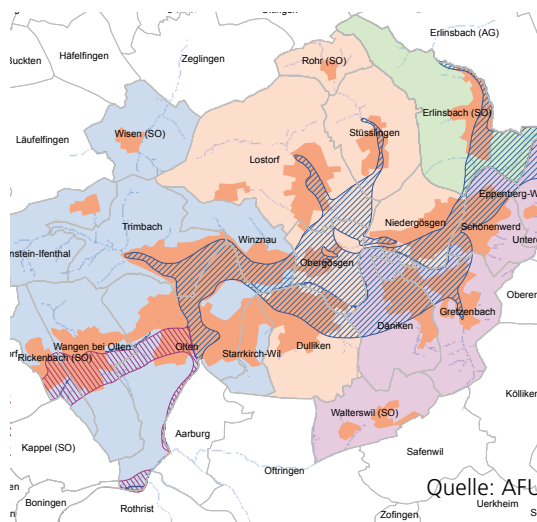 Erlinsbach (AG)
Häfelfingen
Buckten
Zeglingen
Rohr (SO)
Erlinsbach (SO)
Läufelfingen
Wisen (SO)
Stüsslingen
Lostorf
Eppenberg-W
Niedergösgen
Schönenwerd
Trimbach
Winznau
Unter
nstein-Ifenthal
Obergösgen
Oberer
Gretzenbach
Däniken
Wangen bei Olten
Olten
Dulliken
Starrkirch-Wil
Rickenbach (SO)
Kölliker
Walterswil (SO)
Aarburg
Kappel (SO)
Safenwil
Oftringen
Quelle: AFU
Boningen
Rothrist
Uerkheim
Zofingen